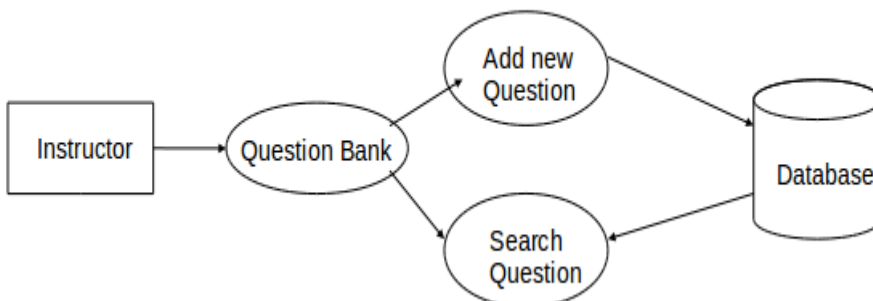 Instructor
Question Bank
Add new
Question
Search
Question
Database